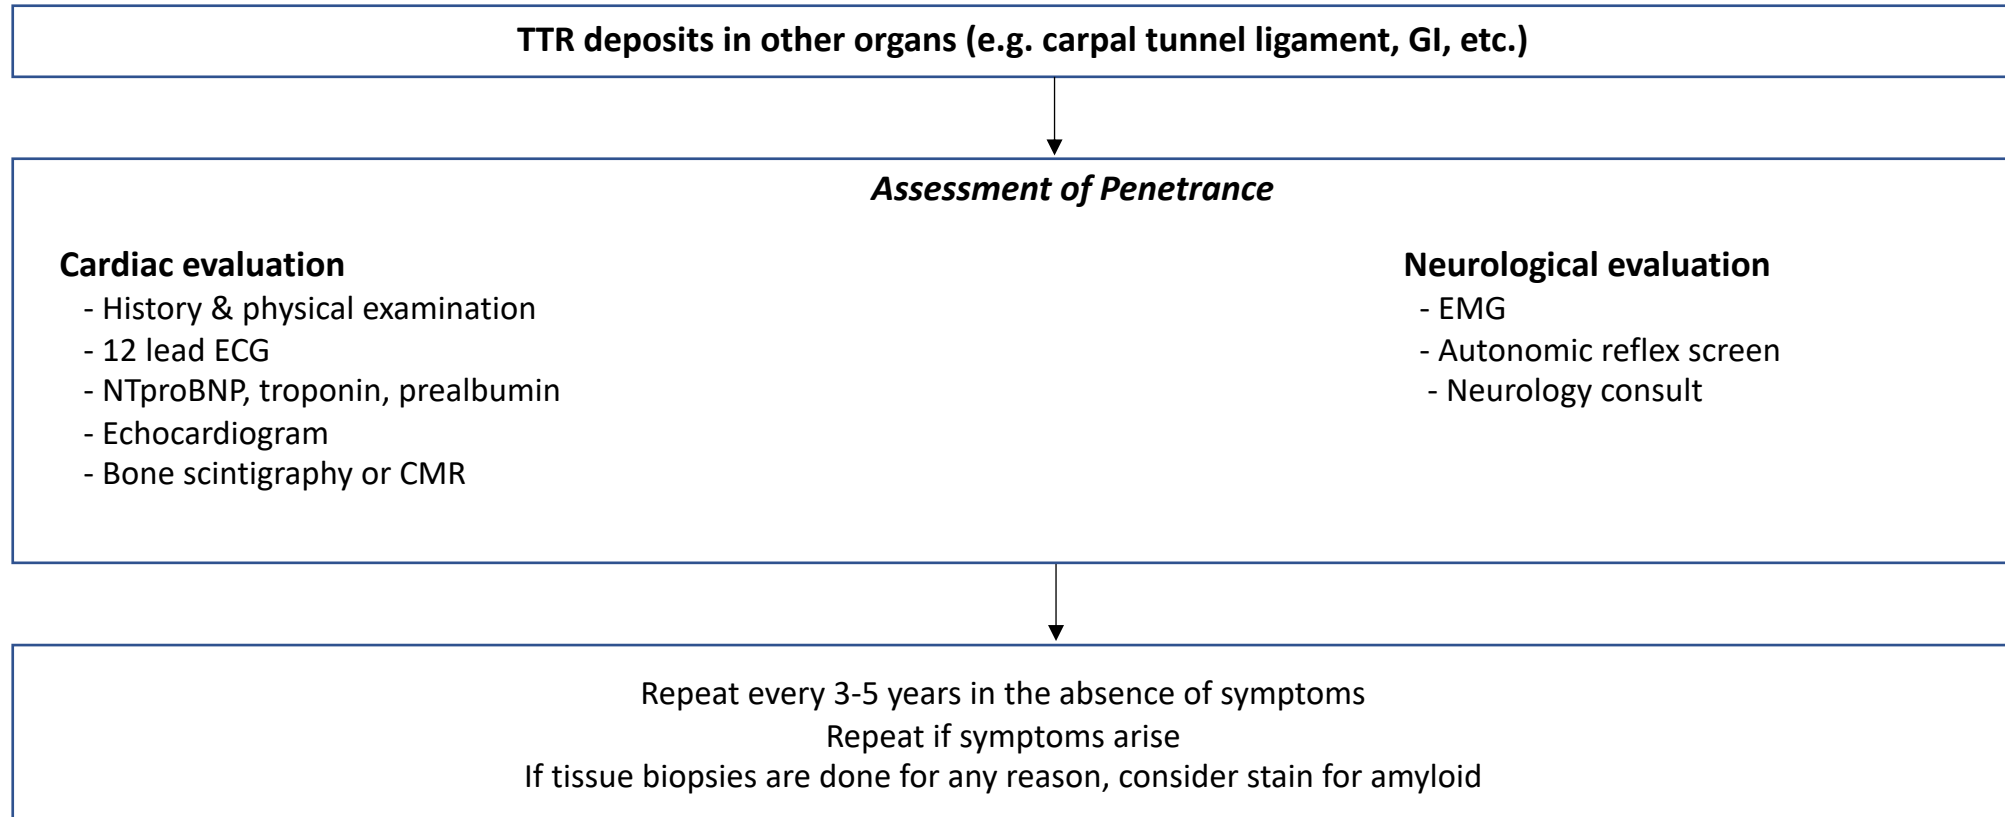 TTR deposits in other organs (e.g. carpal tunnel ligament, GI, etc.)
Assessment of Penetrance
Cardiac evaluation
- History & physical examination
- 12 lead ECG
- NTproBNP, troponin, prealbumin
- Echocardiogram
- Bone scintigraphy or CMR
Neurological evaluation
- EMG
- Autonomic reflex screen
- Neurology consult
Repeat every 3-5 years in the absence of symptoms
Repeat if symptoms arise
If tissue biopsies are done for any reason, consider stain for amyloid